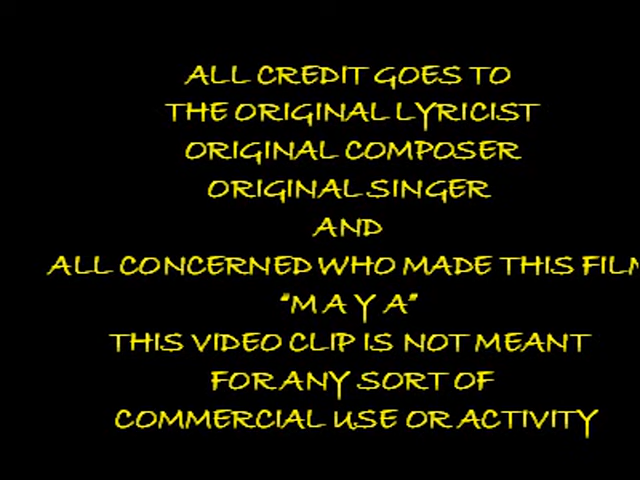 ALL CREDIT GOES TO
THE ORIGINAL LYRICIST
ORIGINAL COMPOSER
ORIGINAL SINGER
AND
ALL CONCERNED WHO MADE THIS FILM
"M A Y A"
THIS VIDEO CLIP IS NOT MEANT
FOR ANY SORT OF
COMMERCIAL USE OR ACTIVITY